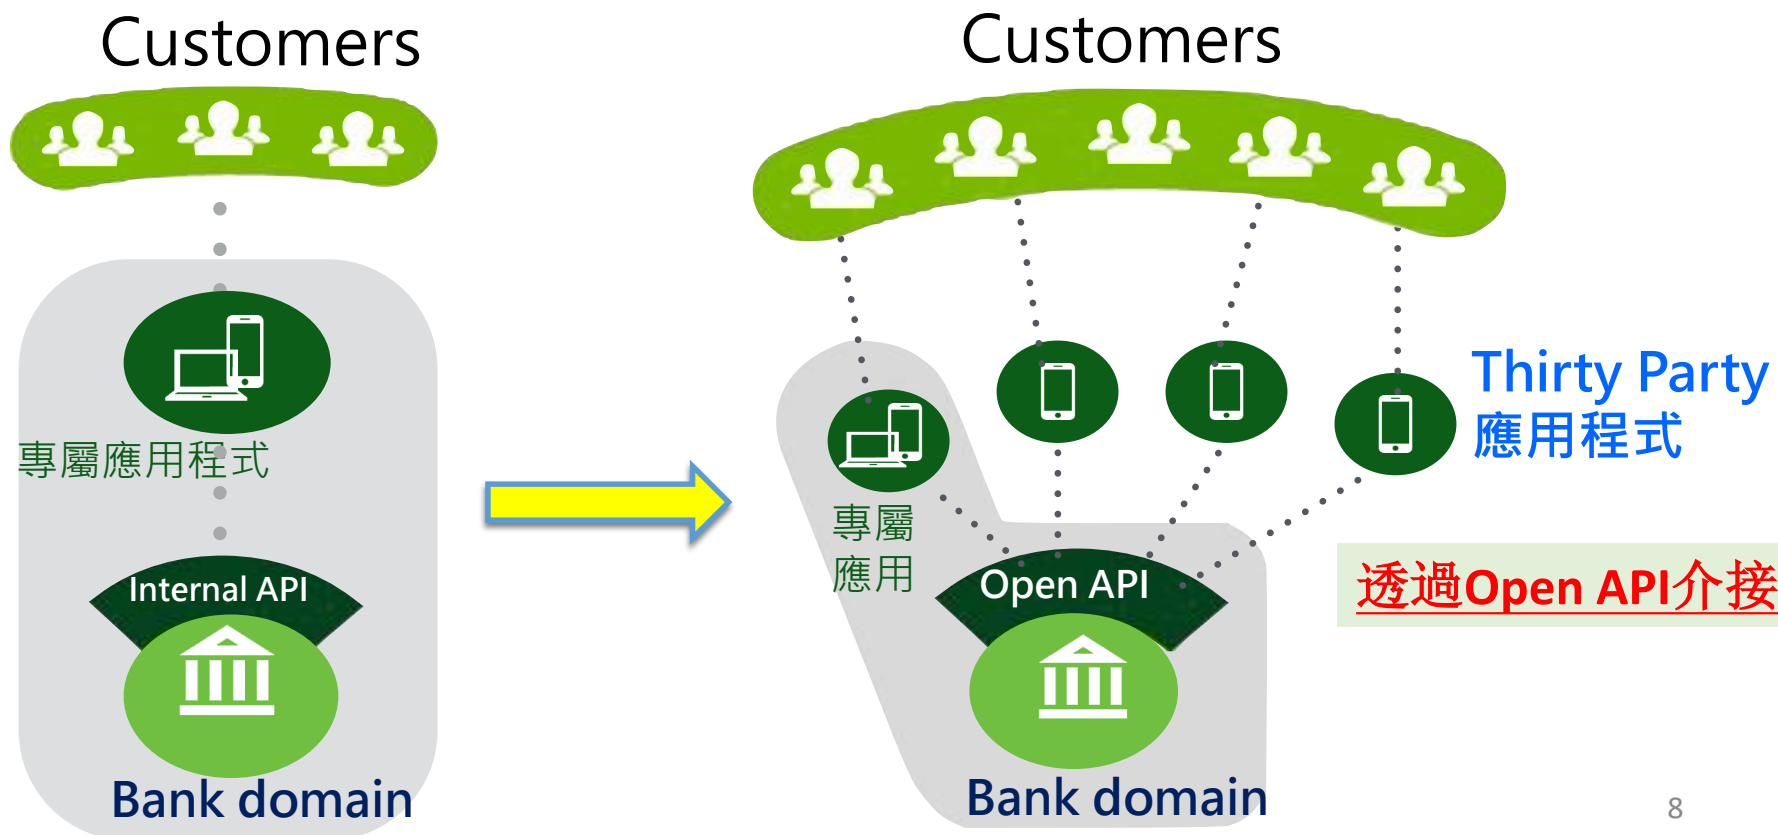 Customers
專屬應用程式
Internal API
Bank domain
Customers
Thirty Party
應用程式
專屬
應用
Open API
透過Open API介接
Bank domain
8